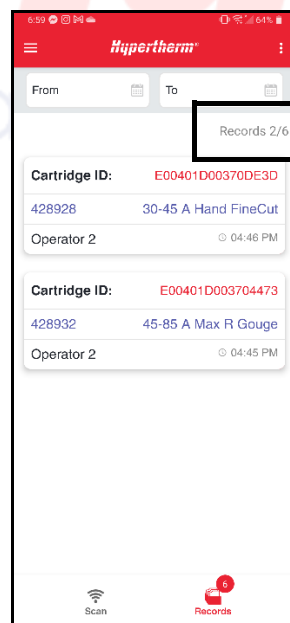 6:59 64%
Hypertherm®
From To
Records 2/6
Cartridge ID: E00401D00370DE3D
428928 30-45 A Hand FineCut
Operator 2 04:46 PM
Cartridge ID: E00401D003704473
428932 45-85 A Max R Gouge
Operator 2 04:45 PM
6
Scan Records